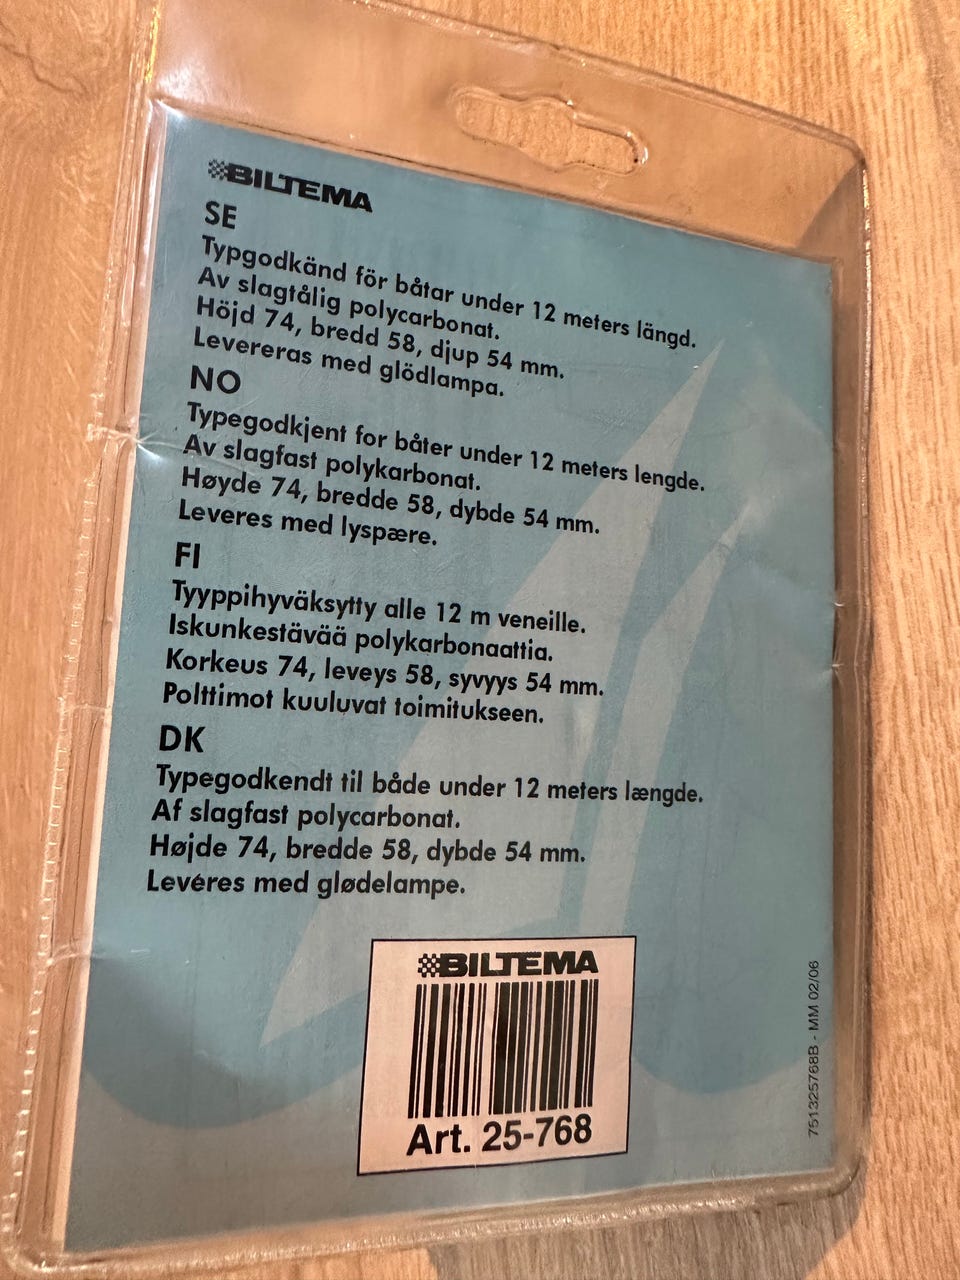 BILTEMA
SE
Typgodkänd för båtar under 12 meters längd.
Av slagtålig polycarbonat.
Höjd 74, bredd 58, djup 54 mm.
Levereras med glödlampa.
NO
Typegodkjent for båter under 12 meters lengde.
Av slagfast polykarbonat.
Høyde 74, bredde 58, dybde 54 mm.
Leveres med lyspære.
FI
Tyyppihyväksytty alle 12 m veneille.
Iskunkestävää polykarbonaattia.
Korkeus 74, leveys 58, syvyys 54 mm.
Polttimot kuuluvat toimitukseen.
DK
Typegodkendt til både under 12 meters længde.
Af slagfast polycarbonat.
Højde 74, bredde 58, dybde 54 mm.
Leveres med glødelampe.
BILTEMA
Art. 25-768
751325768B - MM 02/06